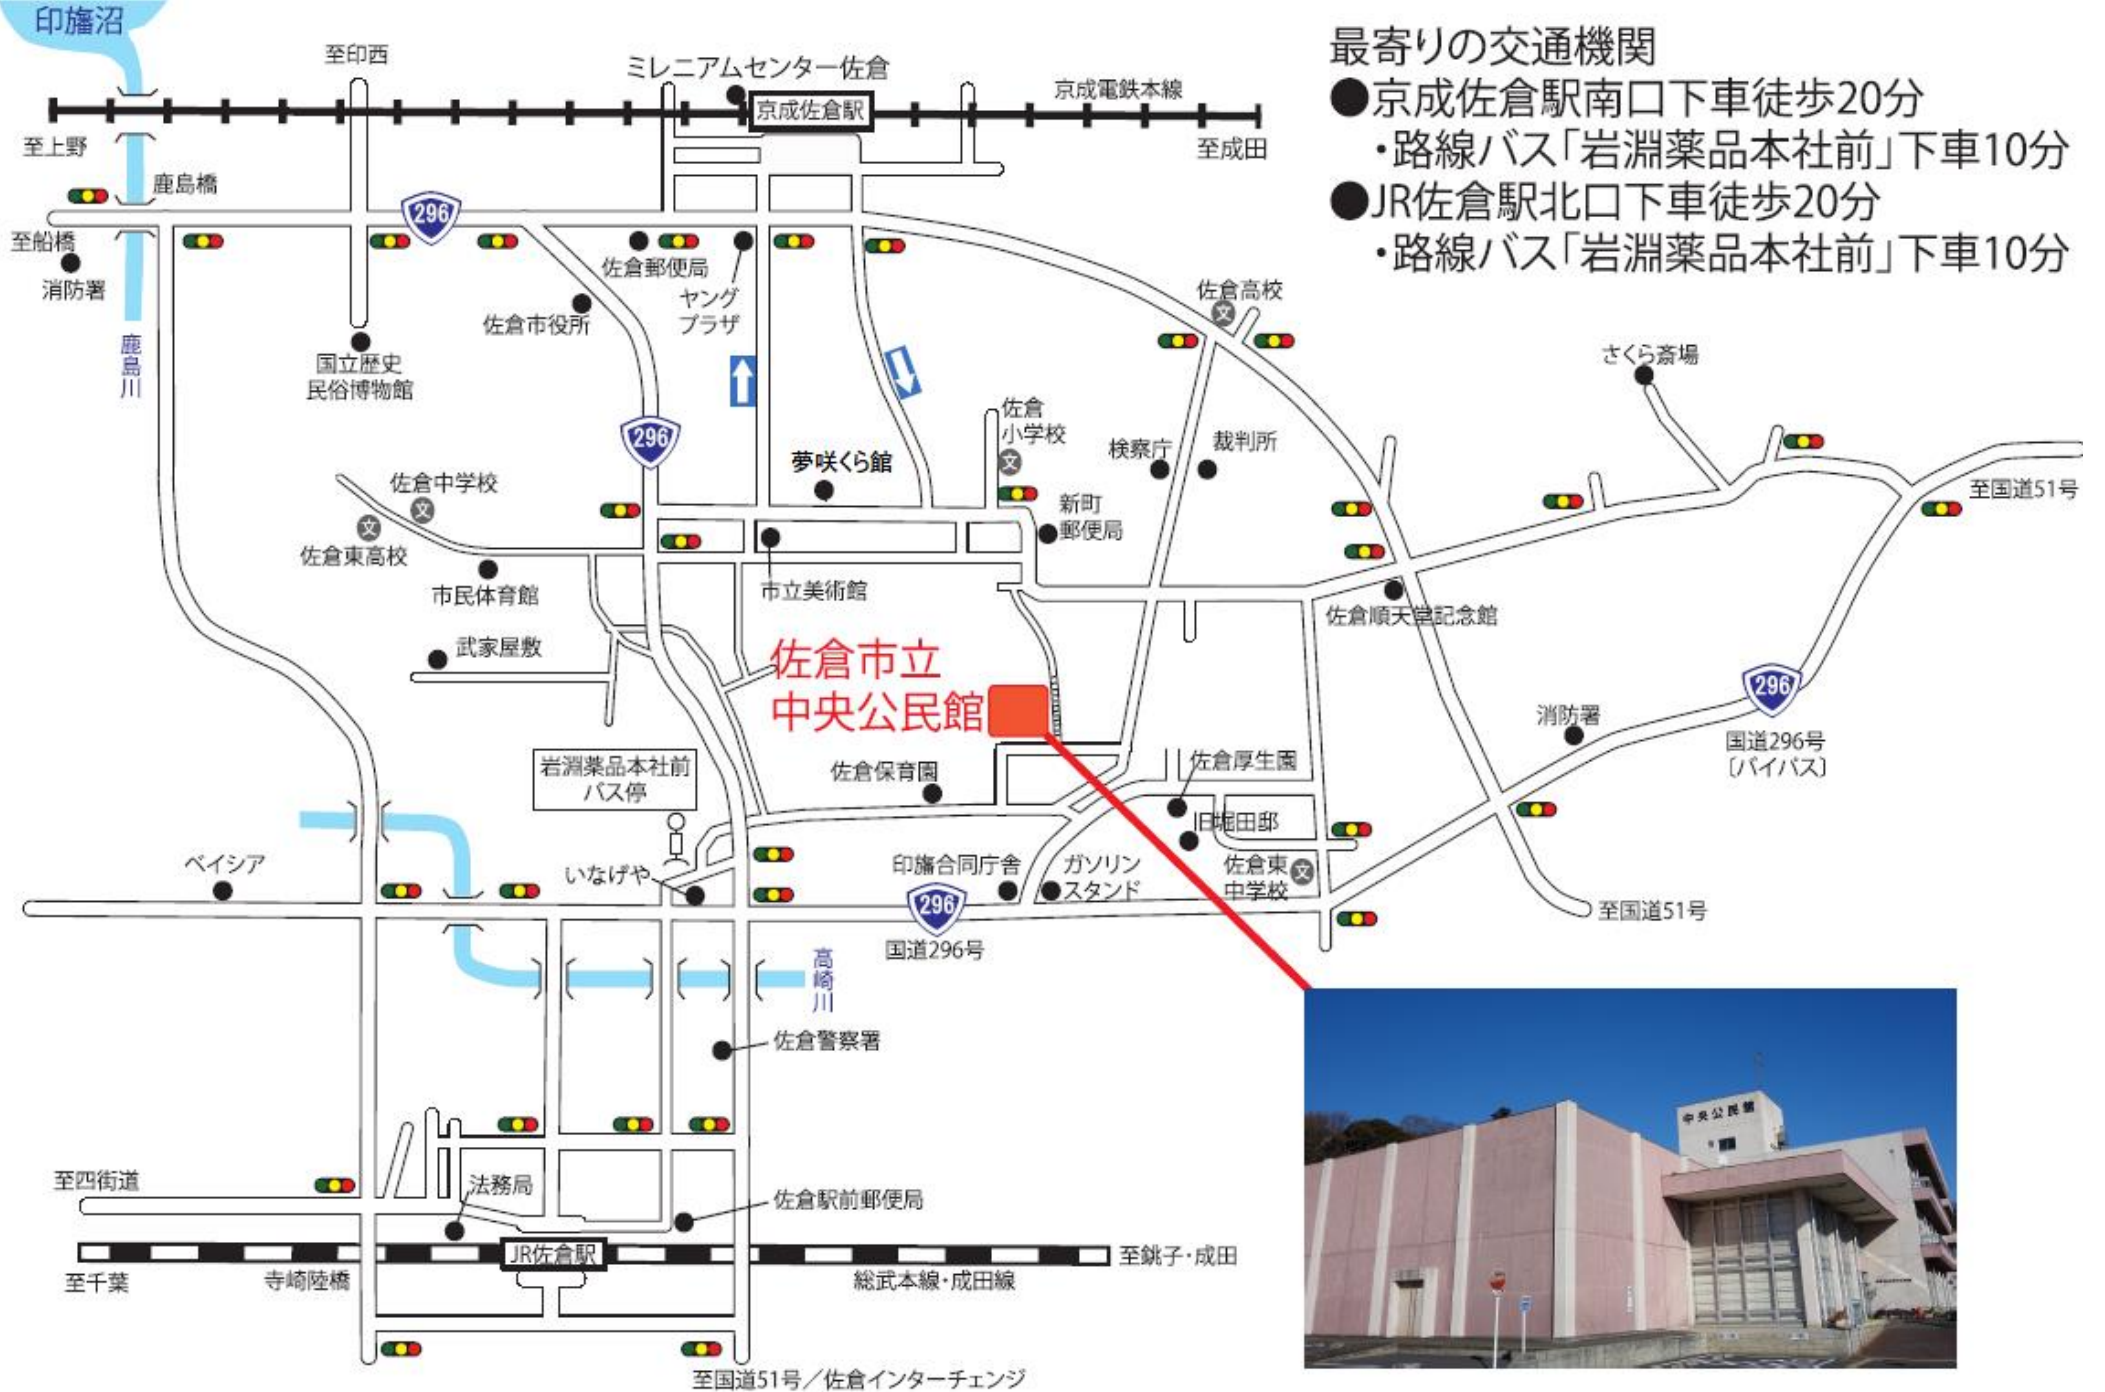 印旛沼
至印西
ミレニアムセンター佐倉
京成佐倉駅
京成電鉄本線
至上野
至成田
最寄りの交通機関
●京成佐倉駅南口下車徒歩20分
・路線バス「岩淵薬品本社前」下車10分
●JR佐倉駅北口下車徒歩20分
・路線バス「岩淵薬品本社前」下車10分
鹿島橋
296
至船橋
消防署
鹿島川
佐倉郵便局
ヤング
プラザ
佐倉市役所
国立歴史
民俗博物館
佐倉高校
文
さくら斎場
296
佐倉
小学校
文
検察庁
裁判所
夢咲くら館
佐倉中学校
文
文
佐倉東高校
新町
郵便局
至国道51号
市民体育館
市立美術館
佐倉順天堂記念館
武家屋敷
佐倉市立
中央公民館
296
消防署
国道296号
〔バイパス〕
岩淵薬品本社前
バス停
佐倉保育園
佐倉厚生園
旧堀田邸
ベイシア
いなげや
印旛合同庁舎
ガソリン
スタンド
佐倉東
中学校
文
296
国道296号
至国道51号
高崎川
佐倉警察署
中央公民館
至四街道
法務局
佐倉駅前郵便局
JR佐倉駅
至銚子・成田
至千葉
寺崎陸橋
総武本線・成田線
至国道51号／佐倉インターチェンジ